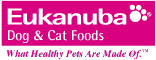 Eukanuba®
Dog & Cat Foods
What Healthy Pets Are Made Of.™